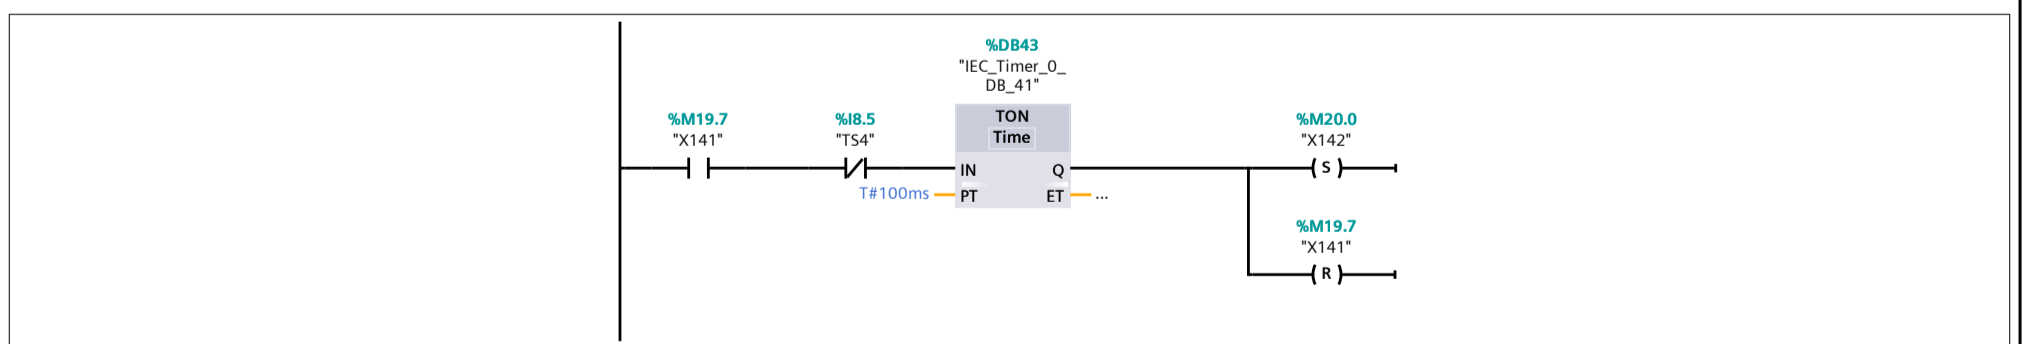 %DB43
"IEC_Timer_0_
DB_41"
%M19.7
"X141"
%I8.5
"TS4"
TON
Time
%M20.0
"X142"
IN
Q
S
T#100ms
PT
ET
...
%M19.7
"X141"
R